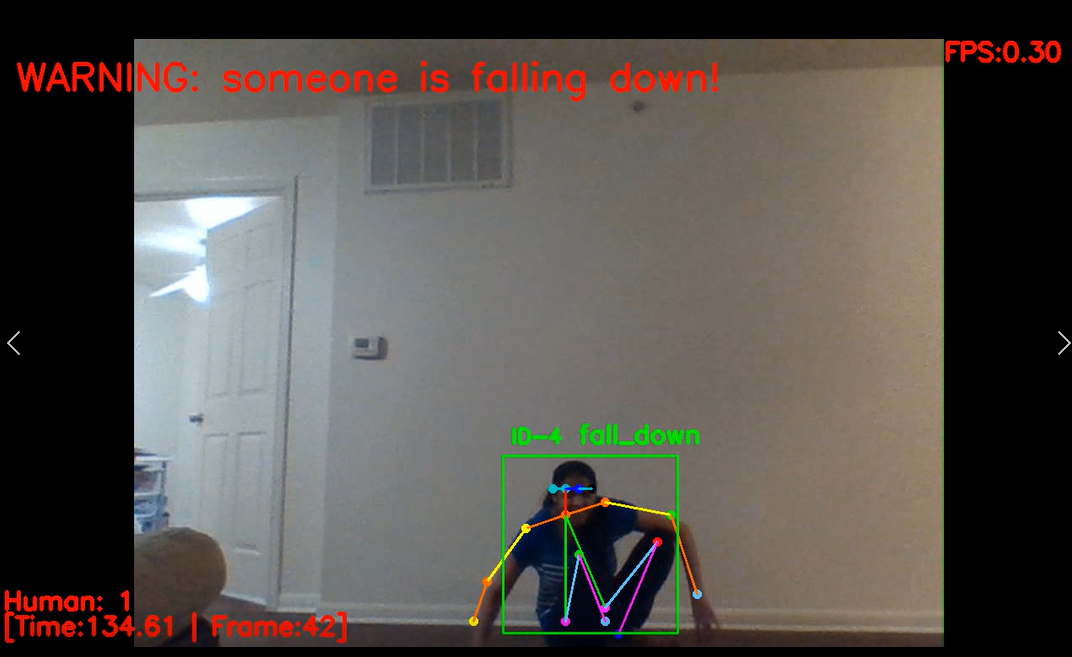 WARNING: someone is falling down!
FPS:0.30
ID-4 fall_down
Human: 1
[Time:134.61 | Frame:42]